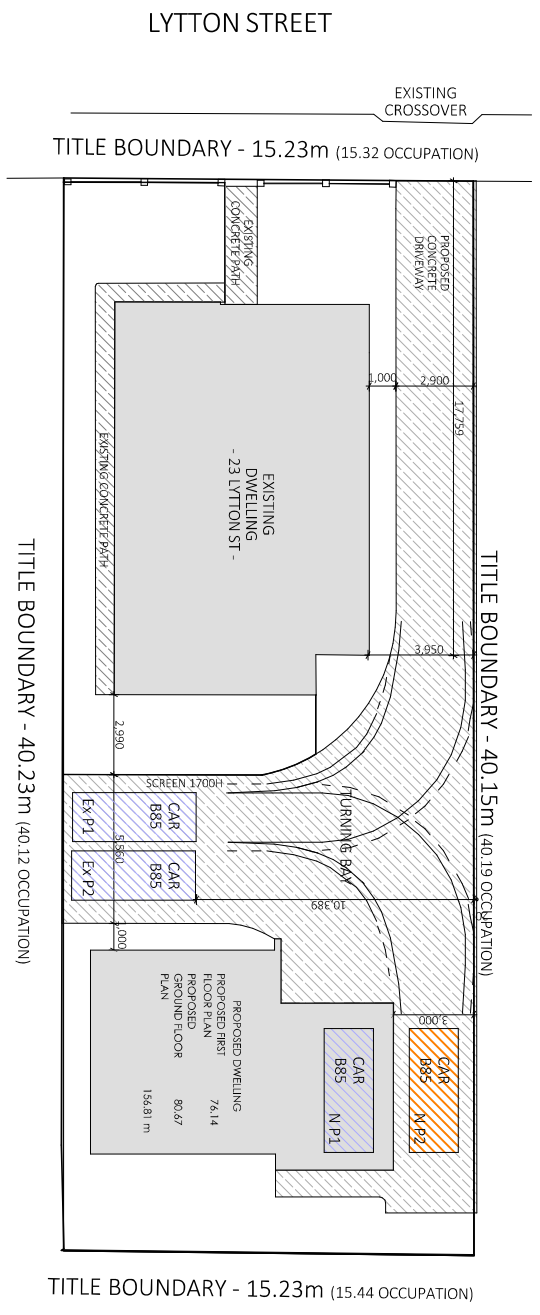 LYTTON STREET
EXISTING
CROSSOVER
TITLE BOUNDARY - 15.23m (15.32 OCCUPATION)
EXISTING
CONCRETE PATH
PROPOSED
CONCRETE
DRIVEWAY
1,000
2,900
17,759
EXISTING
DWELLING
- 23 LYTTON ST -
EXISTING CONCRETE PATH
TITLE BOUNDARY - 40.23m (40.12 OCCUPATION)
TITLE BOUNDARY - 40.15m (40.19 OCCUPATION)
3,950
2,990
SCREEN 1700H
CAR
B85
Ex P1
TURNING BAY
5,560
CAR
B85
Ex P2
10,389
1,000
3,000
PROPOSED DWELLING
PROPOSED FIRST
FLOOR PLAN 76.14
PROPOSED
GROUND FLOOR 80.67
PLAN
156.81 m
CAR
B85 N P1
CAR
B85 N P2
TITLE BOUNDARY - 15.23m (15.44 OCCUPATION)